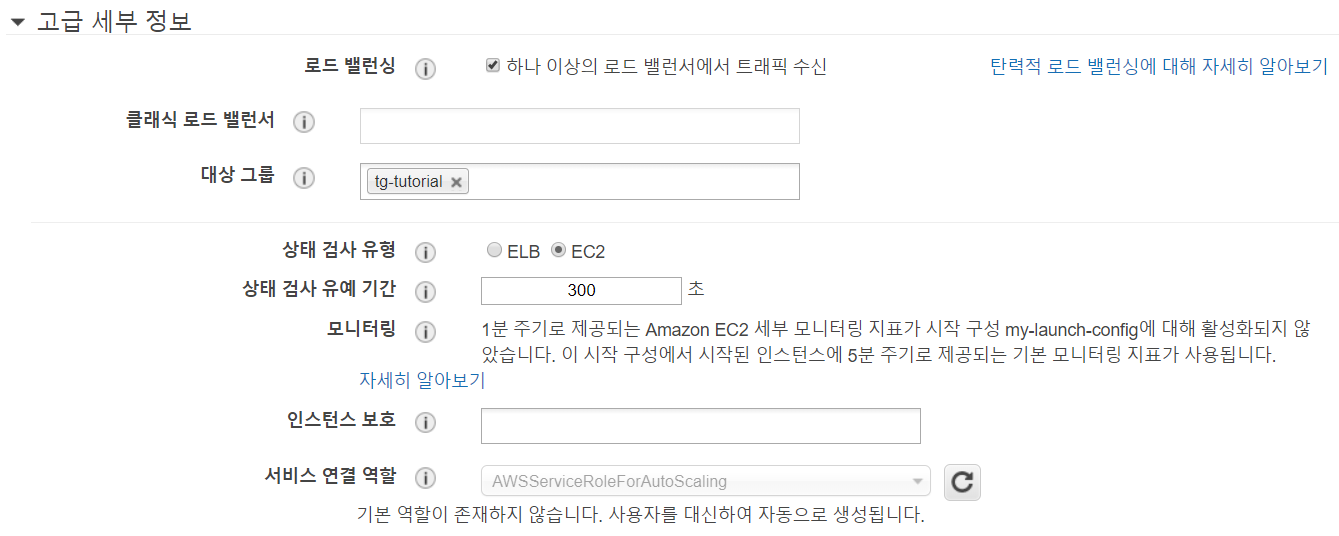 고급 세부 정보
로드 밸런싱 하나 이상의 로드 밸런서에서 트래픽 수신 탄력적 로드 밸런싱에 대해 자세히 알아보기
클래식 로드 밸런서
대상 그룹 tg-tutorial
상태 검사 유형 ELB EC2
상태 검사 유예 기간 300 초
모니터링 1분 주기로 제공되는 Amazon EC2 세부 모니터링 지표가 시작 구성 my-launch-config에 대해 활성화되지 않
았습니다. 이 시작 구성에서 시작된 인스턴스에 5분 주기로 제공되는 기본 모니터링 지표가 사용됩니다.
자세히 알아보기
인스턴스 보호
서비스 연결 역할 AWSServiceRoleForAutoScaling
기본 역할이 존재하지 않습니다. 사용자를 대신하여 자동으로 생성됩니다.